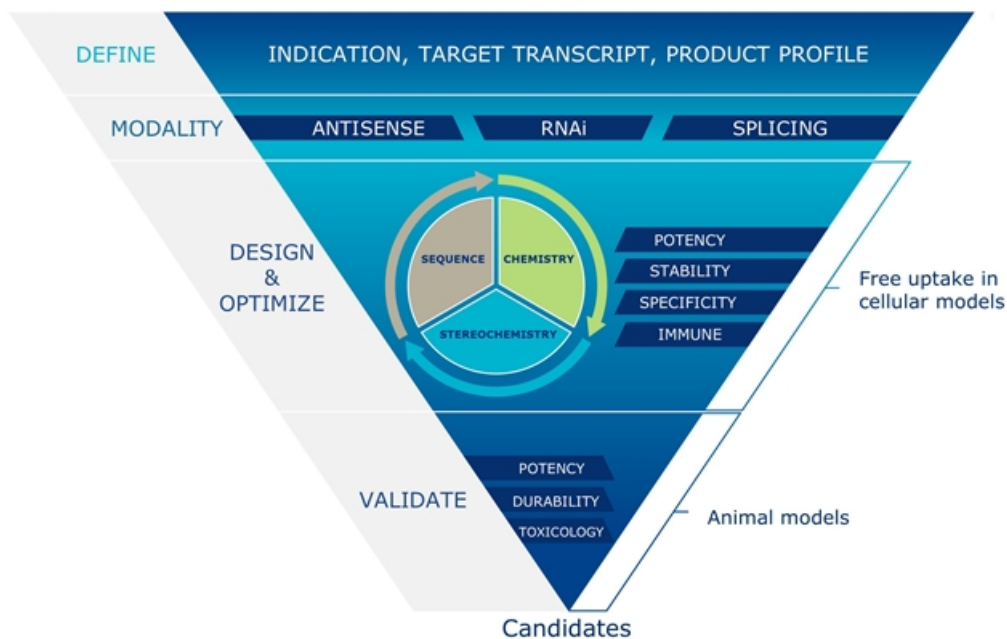 DEFINE
INDICATION, TARGET TRANSCRIPT, PRODUCT PROFILE
MODALITY
ANTISENSE
RNAi
SPLICING
DESIGN
&
OPTIMIZE
SEQUENCE
CHEMISTRY
STEREOCHEMISTRY
POTENCY
STABILITY
SPECIFICITY
IMMUNE
Free uptake in
cellular models
VALIDATE
POTENCY
DURABILITY
TOXICOLOGY
Animal models
Candidates